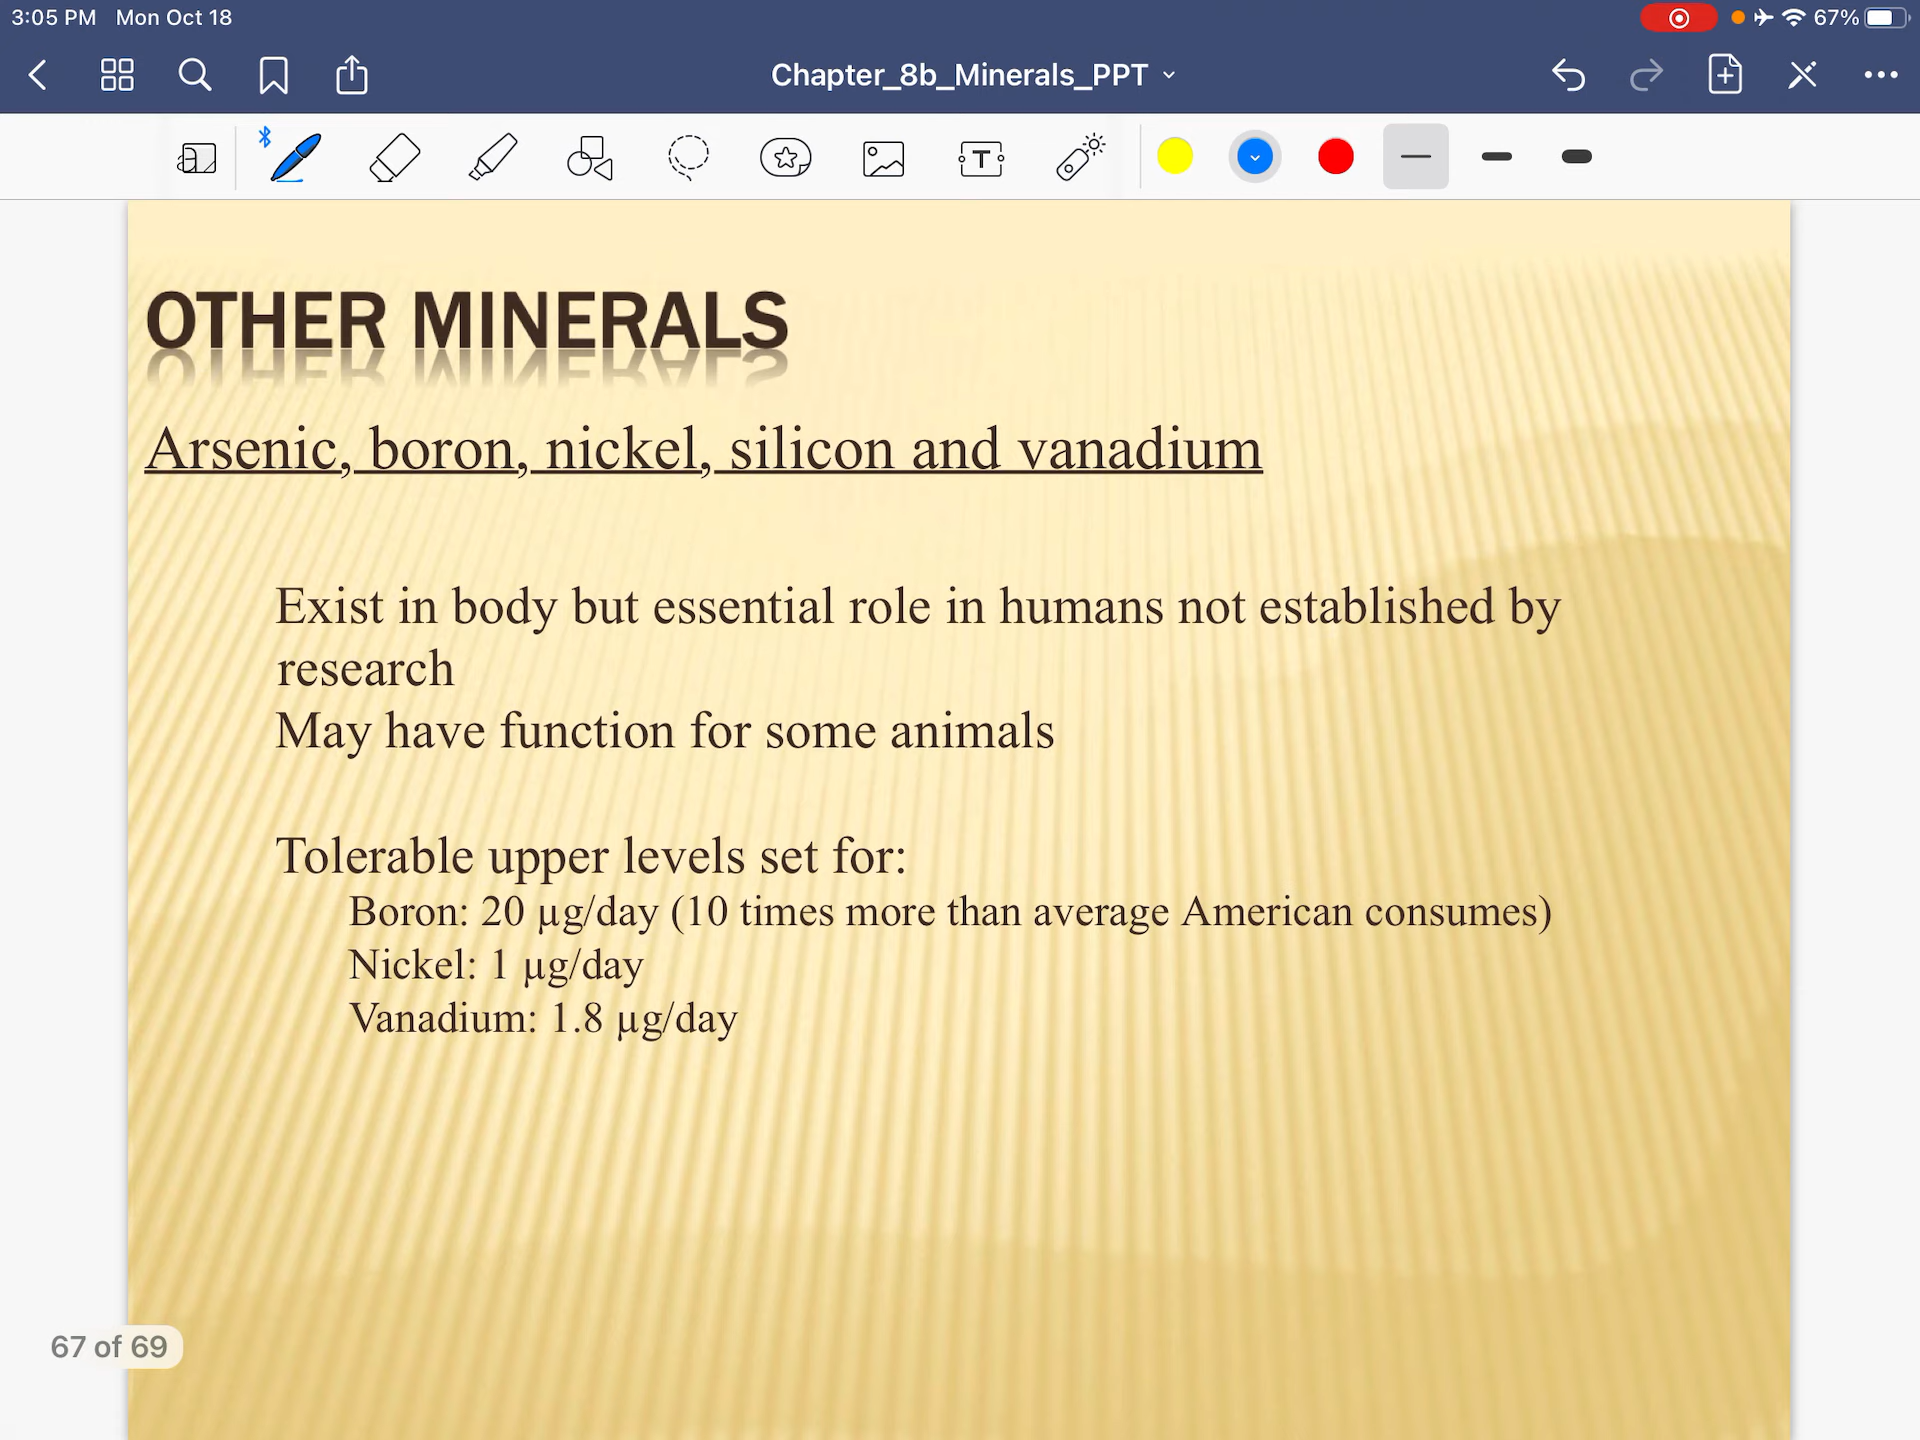 3:05 PM Mon Oct 18
67%
Chapter_8b_Minerals_PPT
OTHER MINERALS
Arsenic, boron, nickel, silicon and vanadium
Exist in body but essential role in humans not established by
research
May have function for some animals
Tolerable upper levels set for:
Boron: 20 µg/day (10 times more than average American consumes)
Nickel: 1 µg/day
Vanadium: 1.8 µg/day
67 of 69